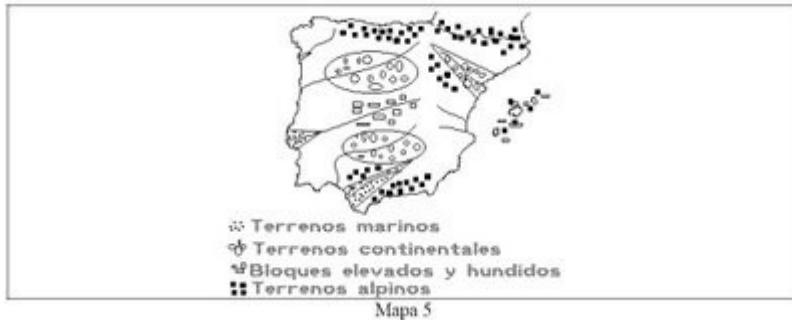 Terrenos marinos
Terrenos continentales
Bloques elevados y hundidos
Terrenos alpinos
Mapa 5